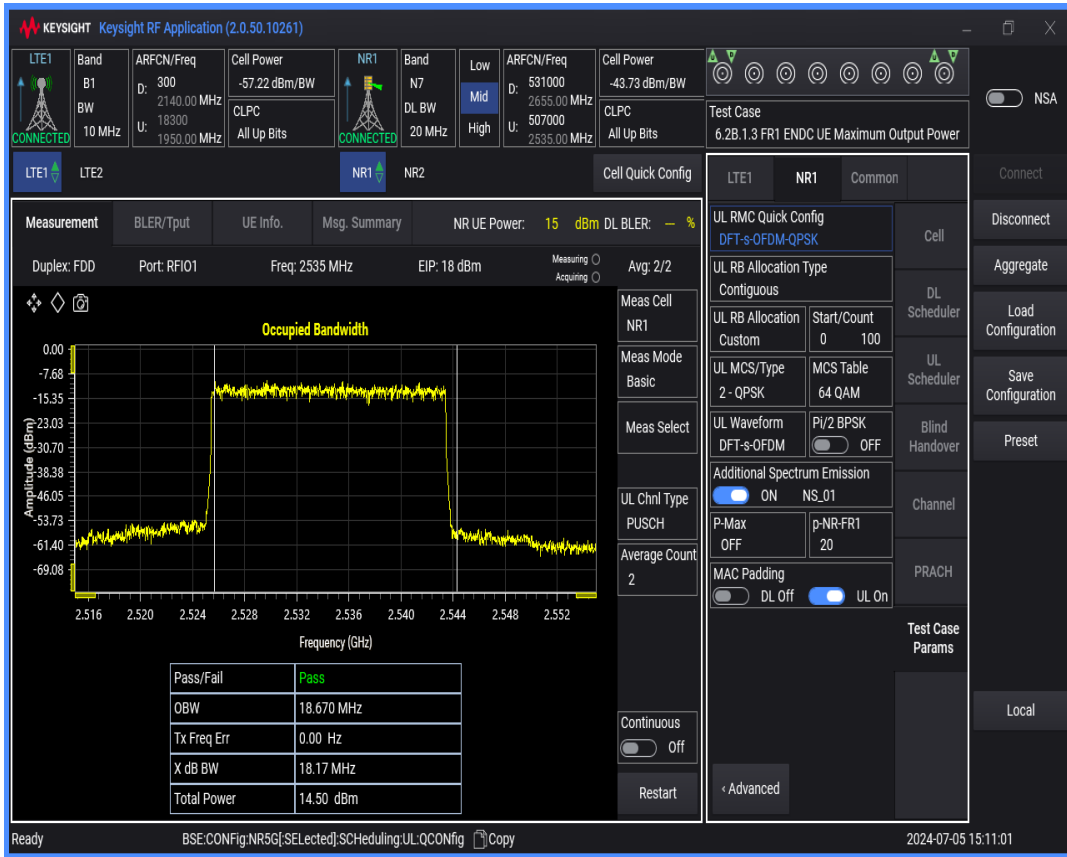 KEYSIGHT Keysight RF Application (2.0.50.10261)
LTE1
CONNECTED
Band
B1
BW
10 MHz
ARFCN/Freq
D: 300
2140.00 MHz
U: 18300
1950.00 MHz
Cell Power
-57.22 dBm/BW
CLPC
All Up Bits
NR1
CONNECTED
Band
N7
DL BW
20 MHz
Low
Mid
High
ARFCN/Freq
D: 531000
2655.00 MHz
U: 507000
2535.00 MHz
Cell Power
-43.73 dBm/BW
CLPC
All Up Bits
Test Case
6.2B.1.3 FR1 ENDC UE Maximum Output Power
NSA
LTE1 LTE2 NR1 NR2 Cell Quick Config
Measurement BLER/Tput UE Info. Msg. Summary NR UE Power: 15 dBm DL BLER: — %
Duplex: FDD Port: RFIO1 Freq: 2535 MHz EIP: 18 dBm Measuring Acquiring Avg: 2/2
Occupied Bandwidth
Amplitude (dBm)
0.00
-7.68
-15.35
-23.03
-30.70
-38.38
-46.05
-53.73
-61.40
-69.08
2.516 2.520 2.524 2.528 2.532 2.536 2.540 2.544 2.548 2.552
Frequency (GHz)
Pass/Fail Pass
OBW 18.670 MHz
Tx Freq Err 0.00 Hz
X dB BW 18.17 MHz
Total Power 14.50 dBm
Meas Cell
NR1
Meas Mode
Basic
Meas Select
UL Chnl Type
PUSCH
Average Count
2
Continuous
Off
Restart
LTE1 NR1 Common
UL RMC Quick Config
DFT-s-OFDM-QPSK
UL RB Allocation Type
Contiguous
UL RB Allocation
Custom
Start/Count
0 100
UL MCS/Type
2 - QPSK
MCS Table
64 QAM
UL Waveform
DFT-s-OFDM
Pi/2 BPSK
OFF
Additional Spectrum Emission
ON NS_01
P-Max
OFF
p-NR-FR1
20
MAC Padding
DL Off UL On
‹ Advanced
Cell
DL Scheduler
UL Scheduler
Blind Handover
Channel
PRACH
Test Case Params
Connect
Disconnect
Aggregate
Load Configuration
Save Configuration
Preset
Local
Ready BSE:CONFig:NR5G[:SELected]:SCHeduling:UL:QCONfig Copy 2024-07-05 15:11:01